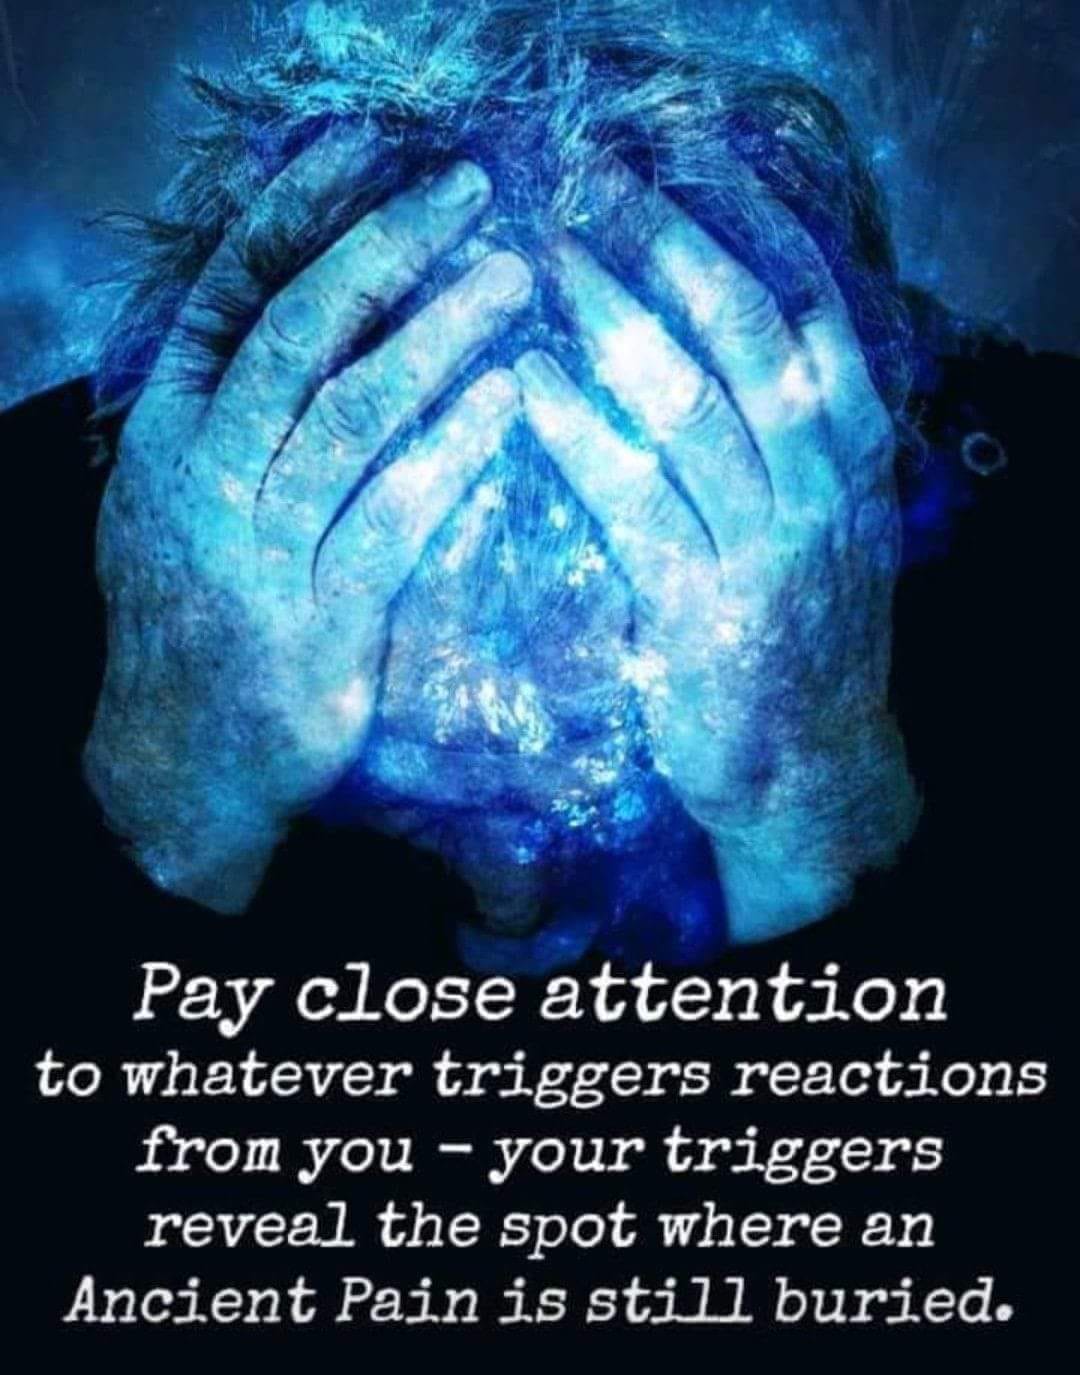 Pay close attention
to whatever triggers reactions
from you – your triggers
reveal the spot where an
Ancient Pain is still buried.